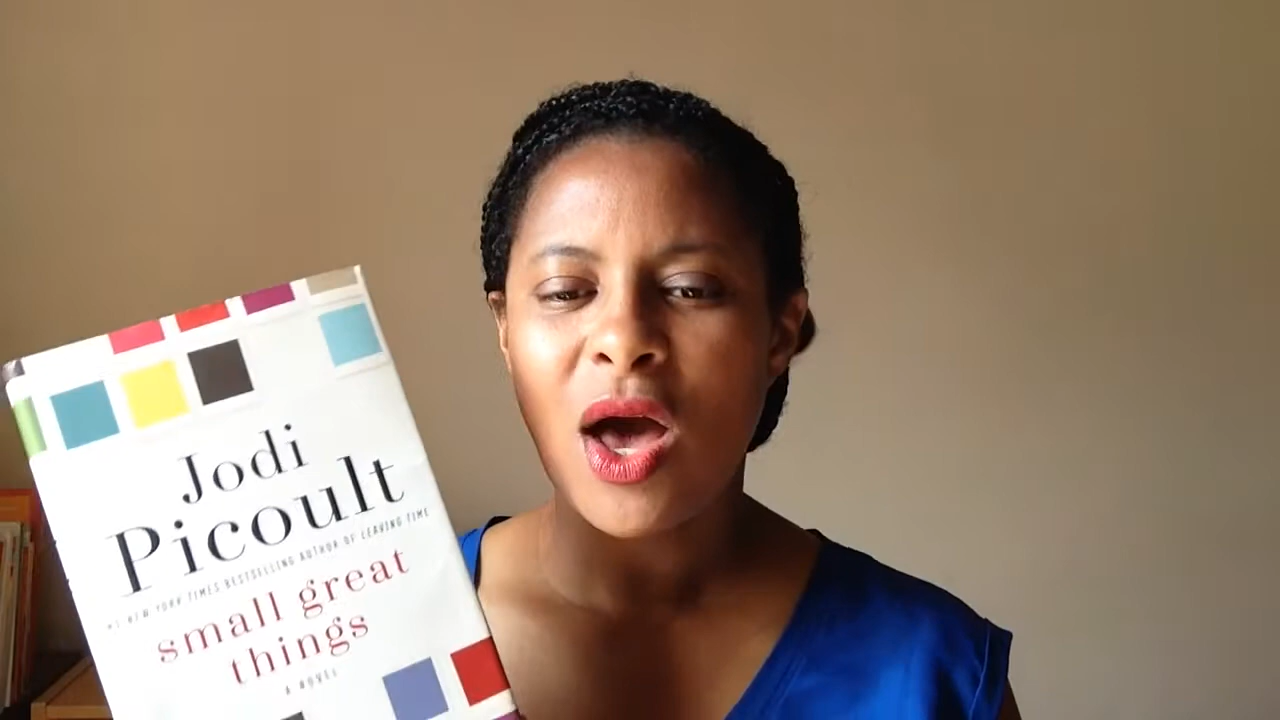 Jodi
Picoult
#1 NEW YORK TIMES BESTSELLING AUTHOR OF LEAVING TIME
small great
things
A NOVEL